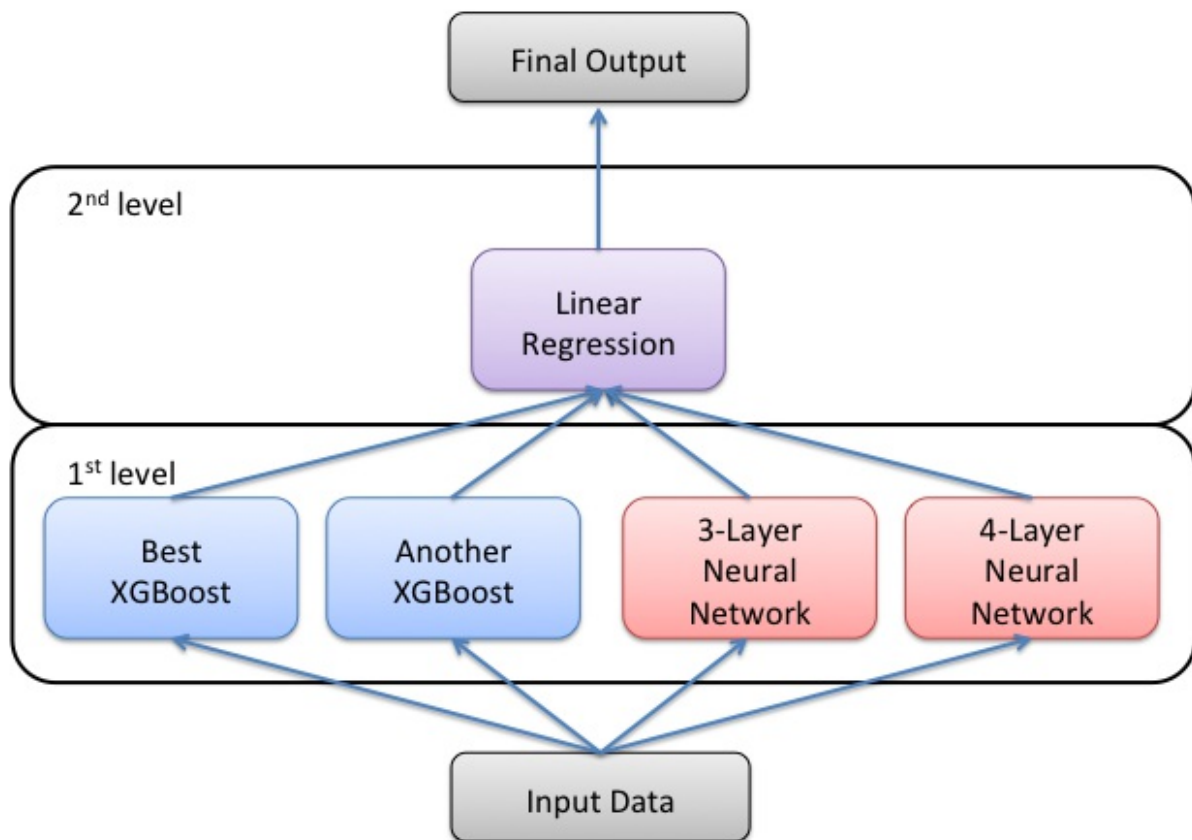 Final Output
2nd level
Linear
Regression
1st level
Best
XGBoost
Another
XGBoost
3-Layer
Neural
Network
4-Layer
Neural
Network
Input Data